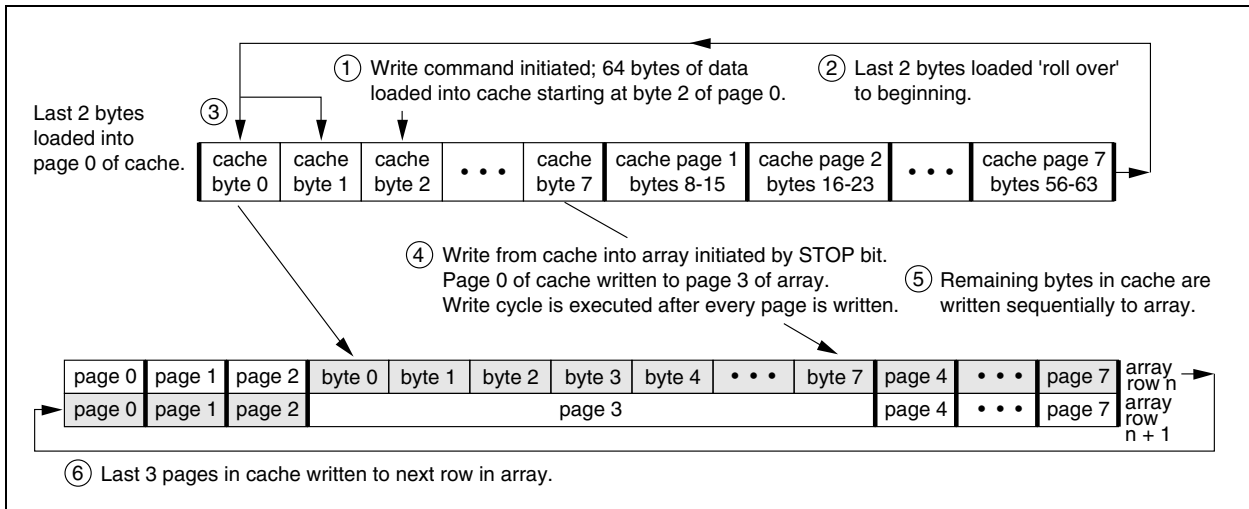 ① Write command initiated; 64 bytes of data
loaded into cache starting at byte 2 of page 0.
② Last 2 bytes loaded 'roll over'
to beginning.
Last 2 bytes
loaded into
page 0 of cache.
③
cache byte 0
cache byte 1
cache byte 2
• • •
cache byte 7
cache page 1 bytes 8-15
cache page 2 bytes 16-23
• • •
cache page 7 bytes 56-63
④ Write from cache into array initiated by STOP bit.
Page 0 of cache written to page 3 of array.
Write cycle is executed after every page is written.
⑤ Remaining bytes in cache are
written sequentially to array.
page 0 page 1 page 2 byte 0 byte 1 byte 2 byte 3 byte 4 • • • byte 7 page 4 • • • page 7 array row n
page 0 page 1 page 2 page 3 page 4 • • • page 7 array row n + 1
⑥ Last 3 pages in cache written to next row in array.